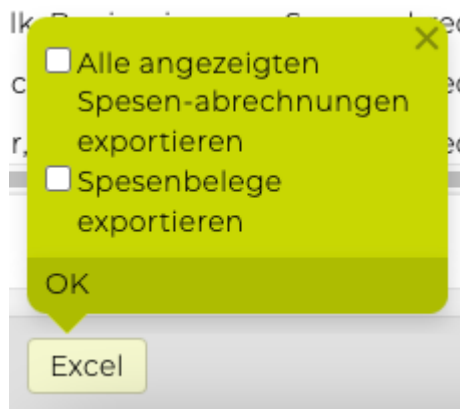 Alle angezeigten
Spesen-abrechnungen
exportieren
Spesenbelege
exportieren
OK
Excel